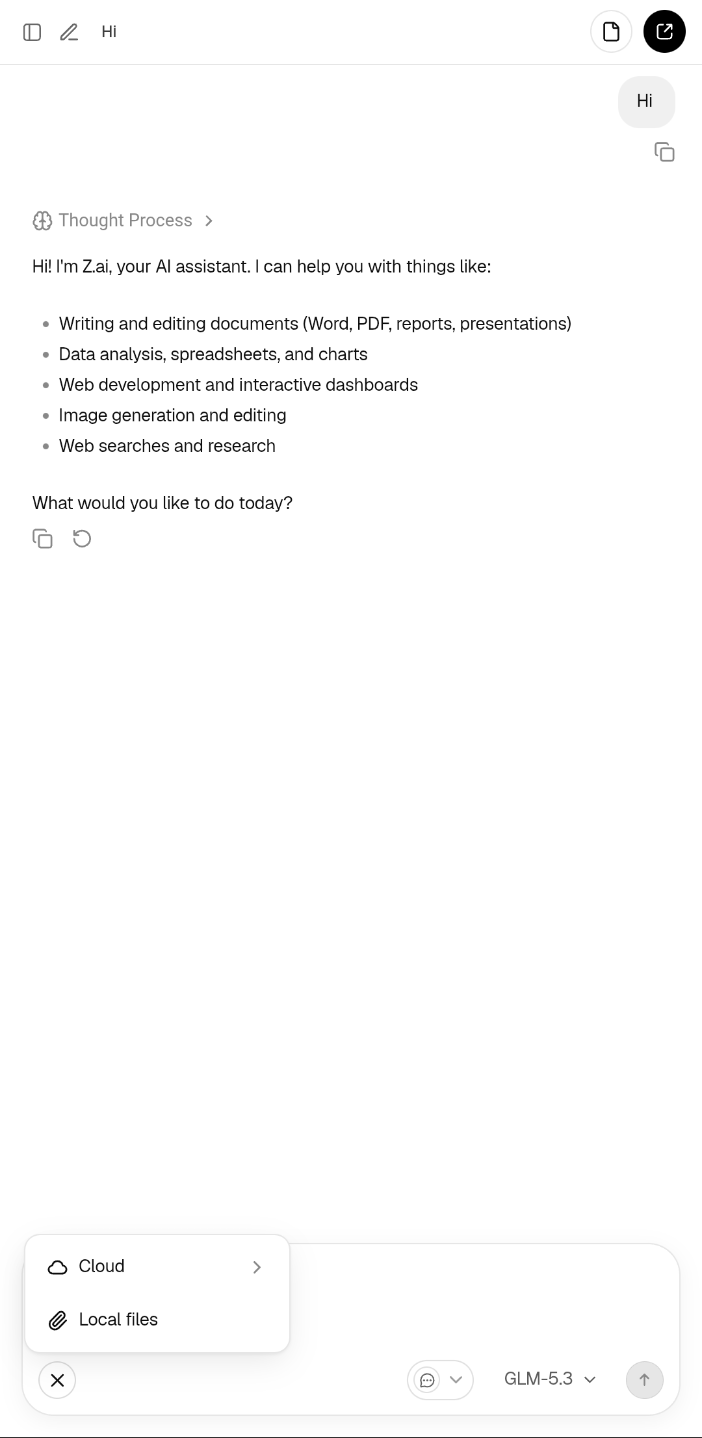 Hi
Hi
Thought Process
Hi! I'm Z.ai, your AI assistant. I can help you with things like:
Writing and editing documents (Word, PDF, reports, presentations)
Data analysis, spreadsheets, and charts
Web development and interactive dashboards
Image generation and editing
Web searches and research
What would you like to do today?
Cloud
Local files
GLM-5.3